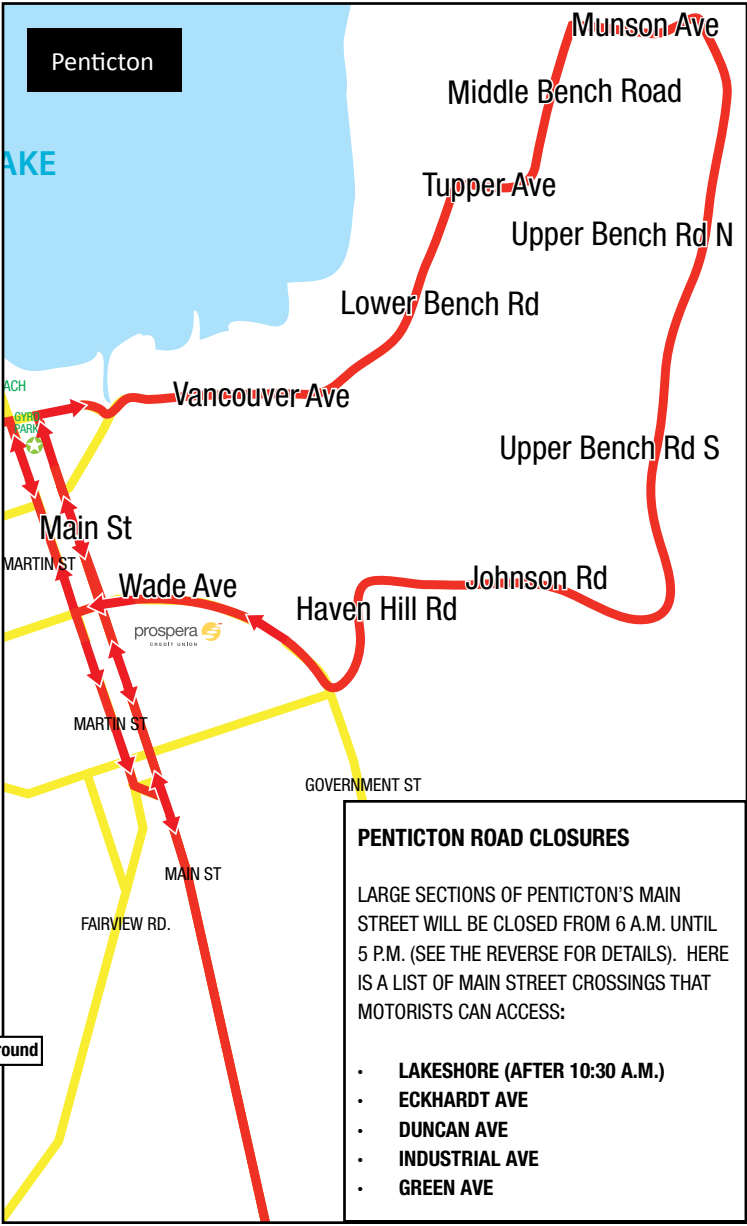 Penticton
Munson Ave
Middle Bench Road
AKE
Tupper Ave
Upper Bench Rd N
Lower Bench Rd
ACH
Vancouver Ave
GYRO
PARK
Upper Bench Rd S
Main St
MARTIN ST
Wade Ave
Johnson Rd
Haven Hill Rd
prospera
CREDIT UNION
MARTIN ST
GOVERNMENT ST
MAIN ST
FAIRVIEW RD.
round
PENTICTON ROAD CLOSURES
LARGE SECTIONS OF PENTICTON'S MAIN
STREET WILL BE CLOSED FROM 6 A.M. UNTIL
5 P.M. (SEE THE REVERSE FOR DETAILS). HERE
IS A LIST OF MAIN STREET CROSSINGS THAT
MOTORISTS CAN ACCESS:
· LAKESHORE (AFTER 10:30 A.M.)
· ECKHARDT AVE
· DUNCAN AVE
· INDUSTRIAL AVE
· GREEN AVE